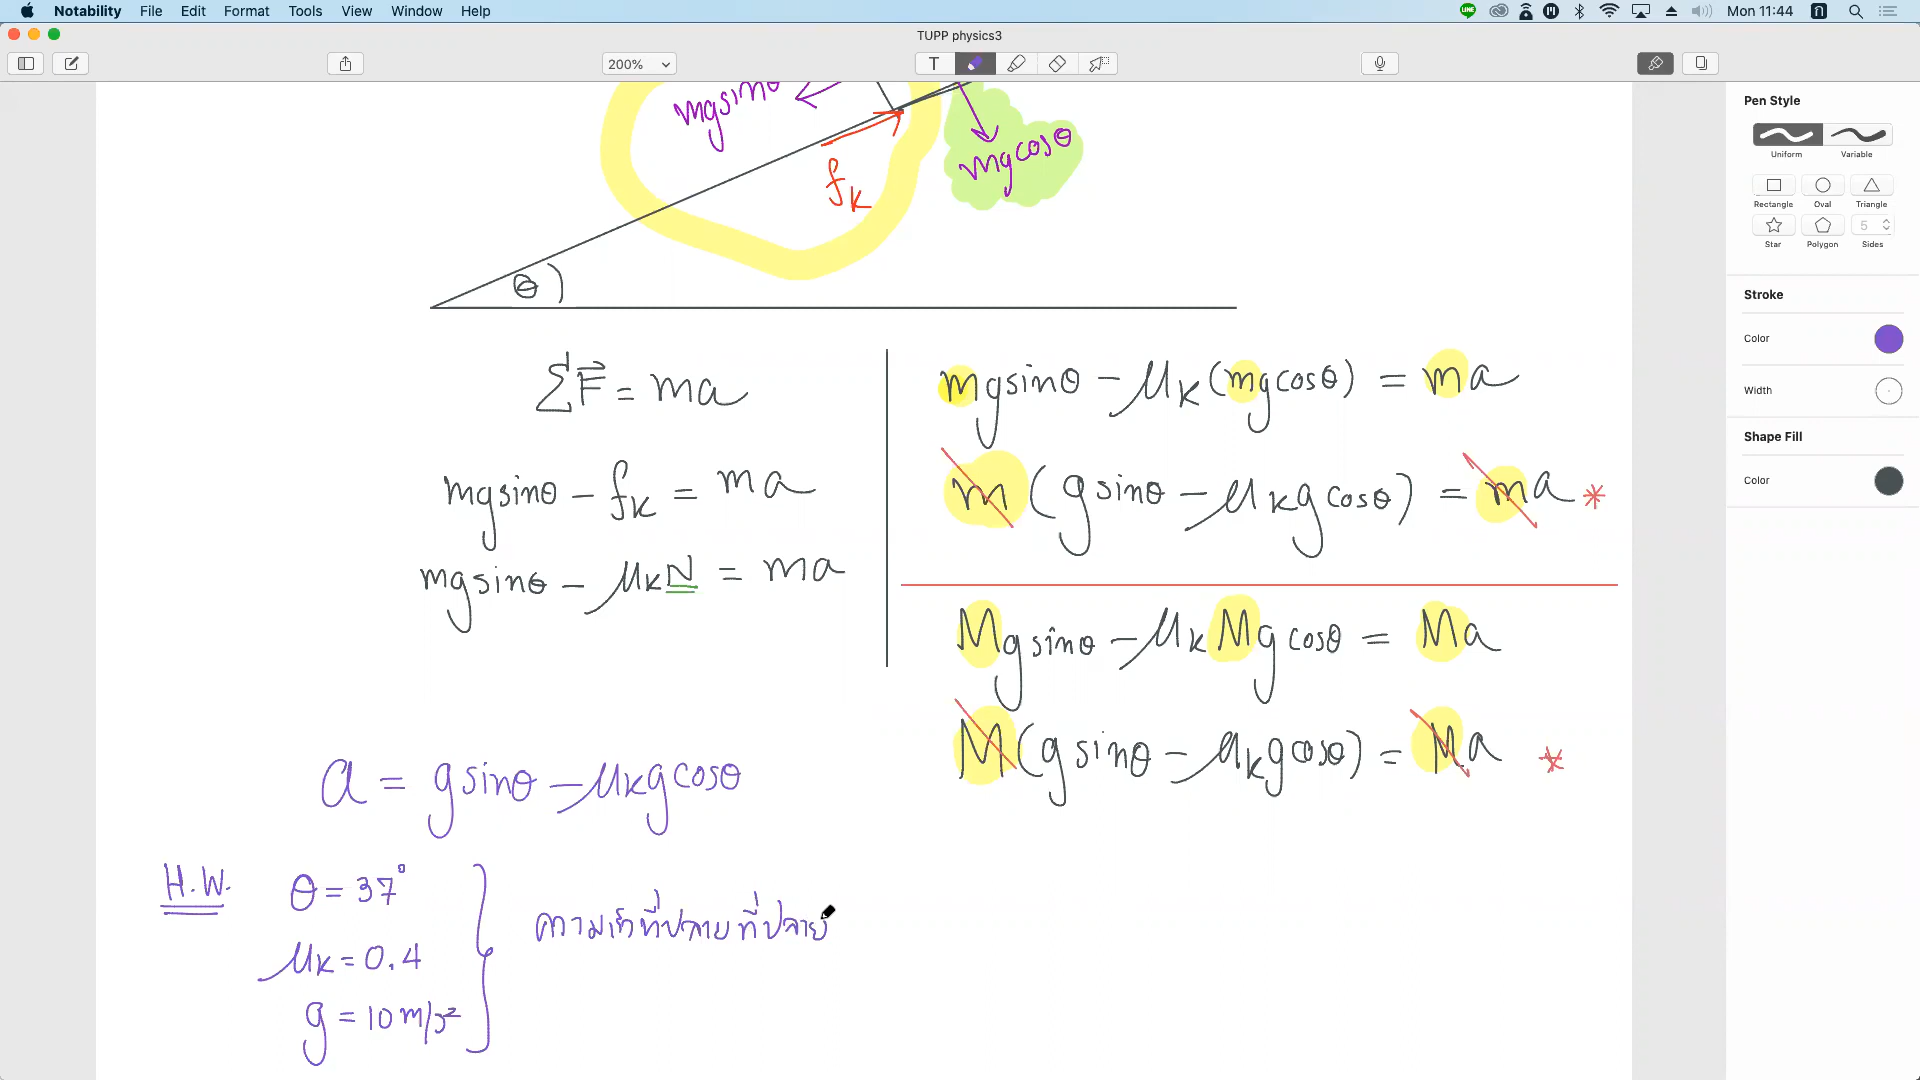 Notability File Edit Format Tools View Window Help Mon 11:44
TUPP physics3
200% T
mgsinθ
mgcosθ
fₖ
θ
ΣF⃗ = ma
mgsinθ − fₖ = ma
mgsinθ − μₖN = ma
mgsinθ − μₖ(mgcosθ) = ma
m(gsinθ − μₖgcosθ) = ma *
Mgsinθ − μₖMgcosθ = Ma
M(gsinθ − μₖgcosθ) = Ma *
a = gsinθ − μₖgcosθ
H.W. θ = 37°
μₖ = 0.4
g = 10 m/s²
ความเร็วที่ปลายที่ปลาย
Pen Style
Uniform Variable
Rectangle Oval Triangle
5
Star Polygon Sides
Stroke
Color
Width
Shape Fill
Color